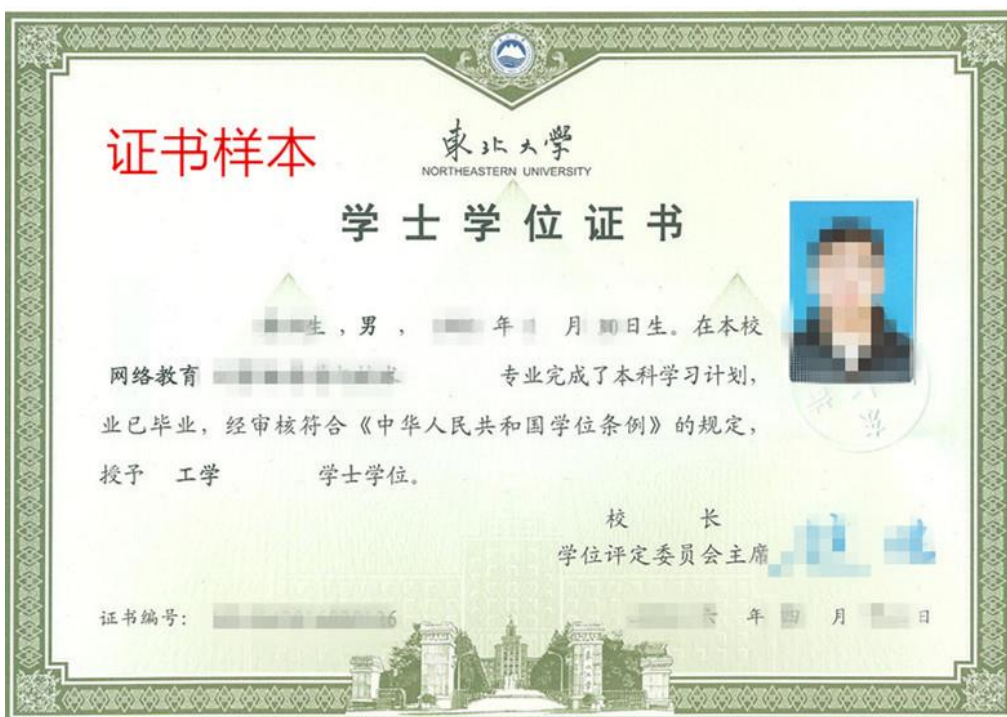 证书样本
東北大學
NORTHEASTERN UNIVERSITY
学士学位证书
生，男， 年 月 日生。在本校
网络教育 专业完成了本科学习计划，
业已毕业，经审核符合《中华人民共和国学位条例》的规定，
授予 工学 学士学位。
校 长
学位评定委员会主席
证书编号：
年 月 日